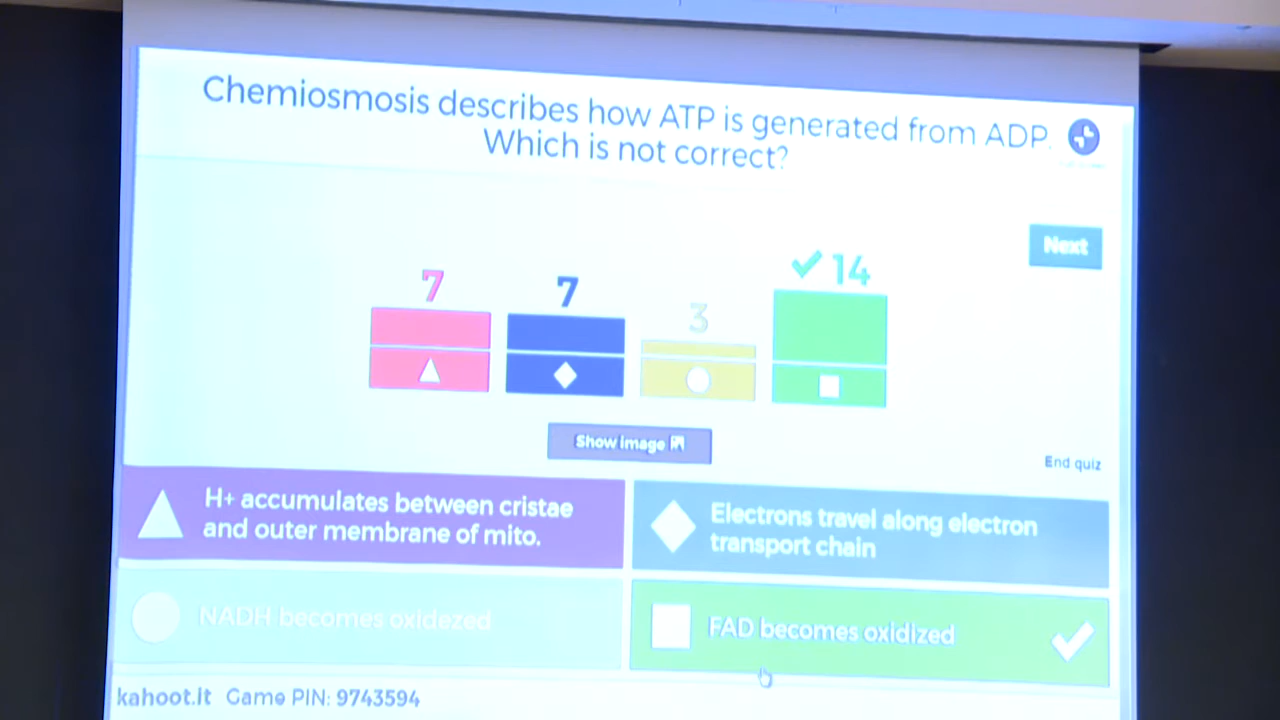 Chemiosmosis describes how ATP is generated from ADP.
Which is not correct?
Next
7
7
3
14
Show image
End quiz
H+ accumulates between cristae
and outer membrane of mito.
Electrons travel along electron
transport chain
NADH becomes oxidezed
FAD becomes oxidized
kahoot.it Game PIN: 9743594